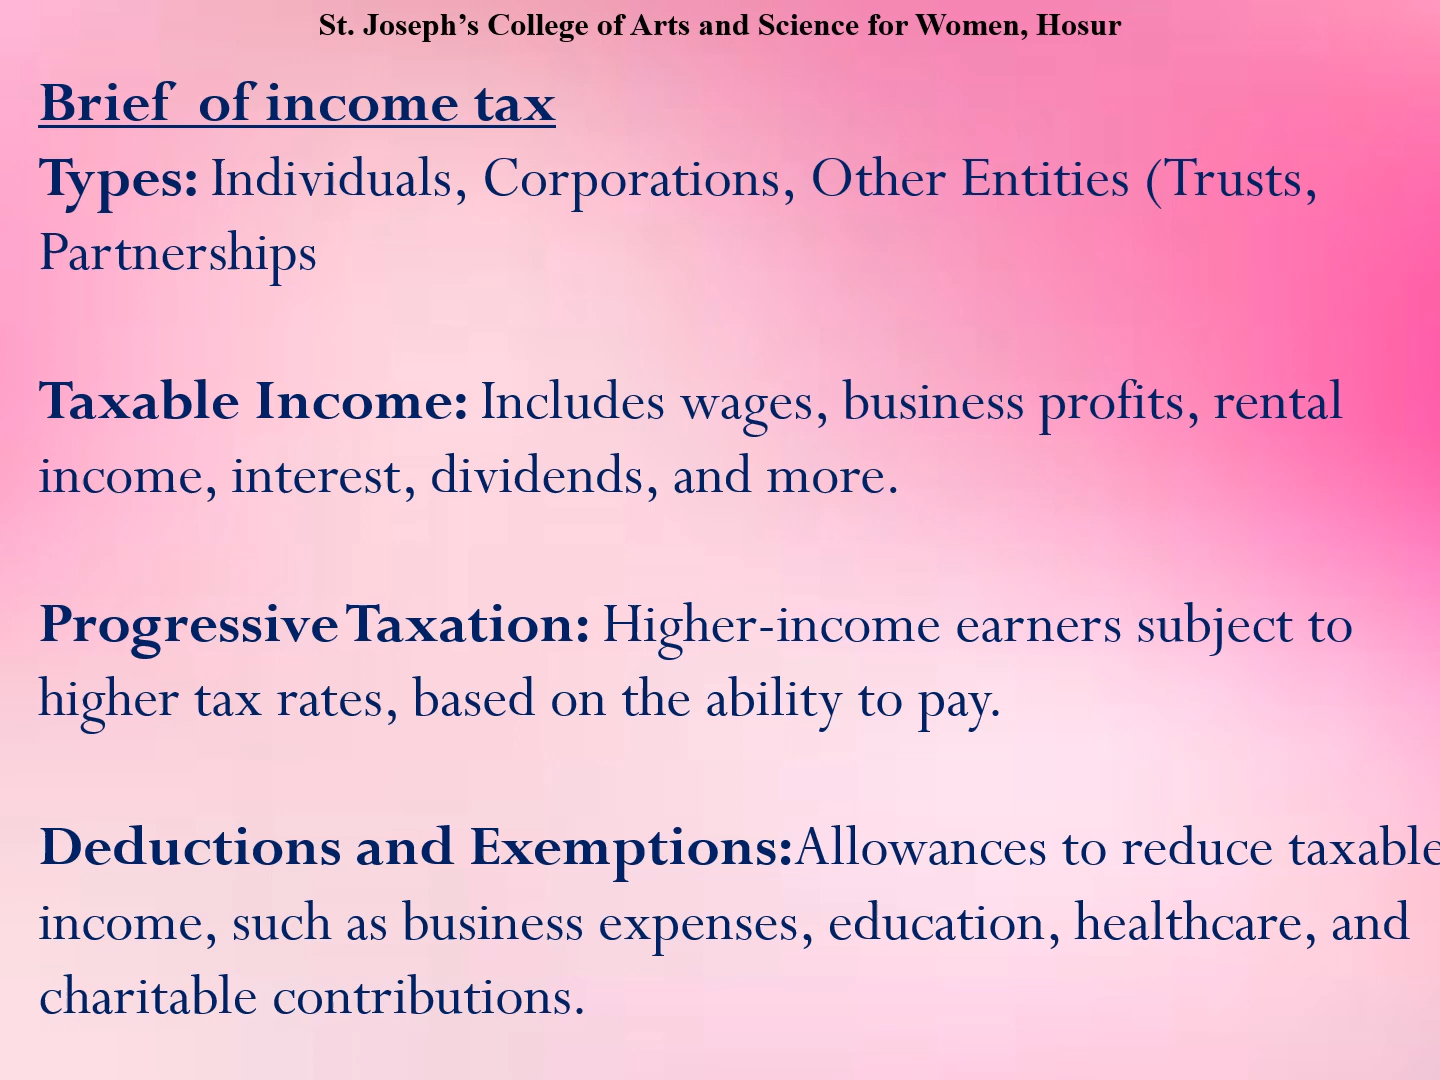 St. Joseph’s College of Arts and Science for Women, Hosur
Brief  of income tax
Types: Individuals, Corporations, Other Entities (Trusts,
Partnerships
Taxable Income: Includes wages, business profits, rental
income, interest, dividends, and more.
Progressive Taxation: Higher-income earners subject to
higher tax rates, based on the ability to pay.
Deductions and Exemptions:Allowances to reduce taxable
income, such as business expenses, education, healthcare, and
charitable contributions.